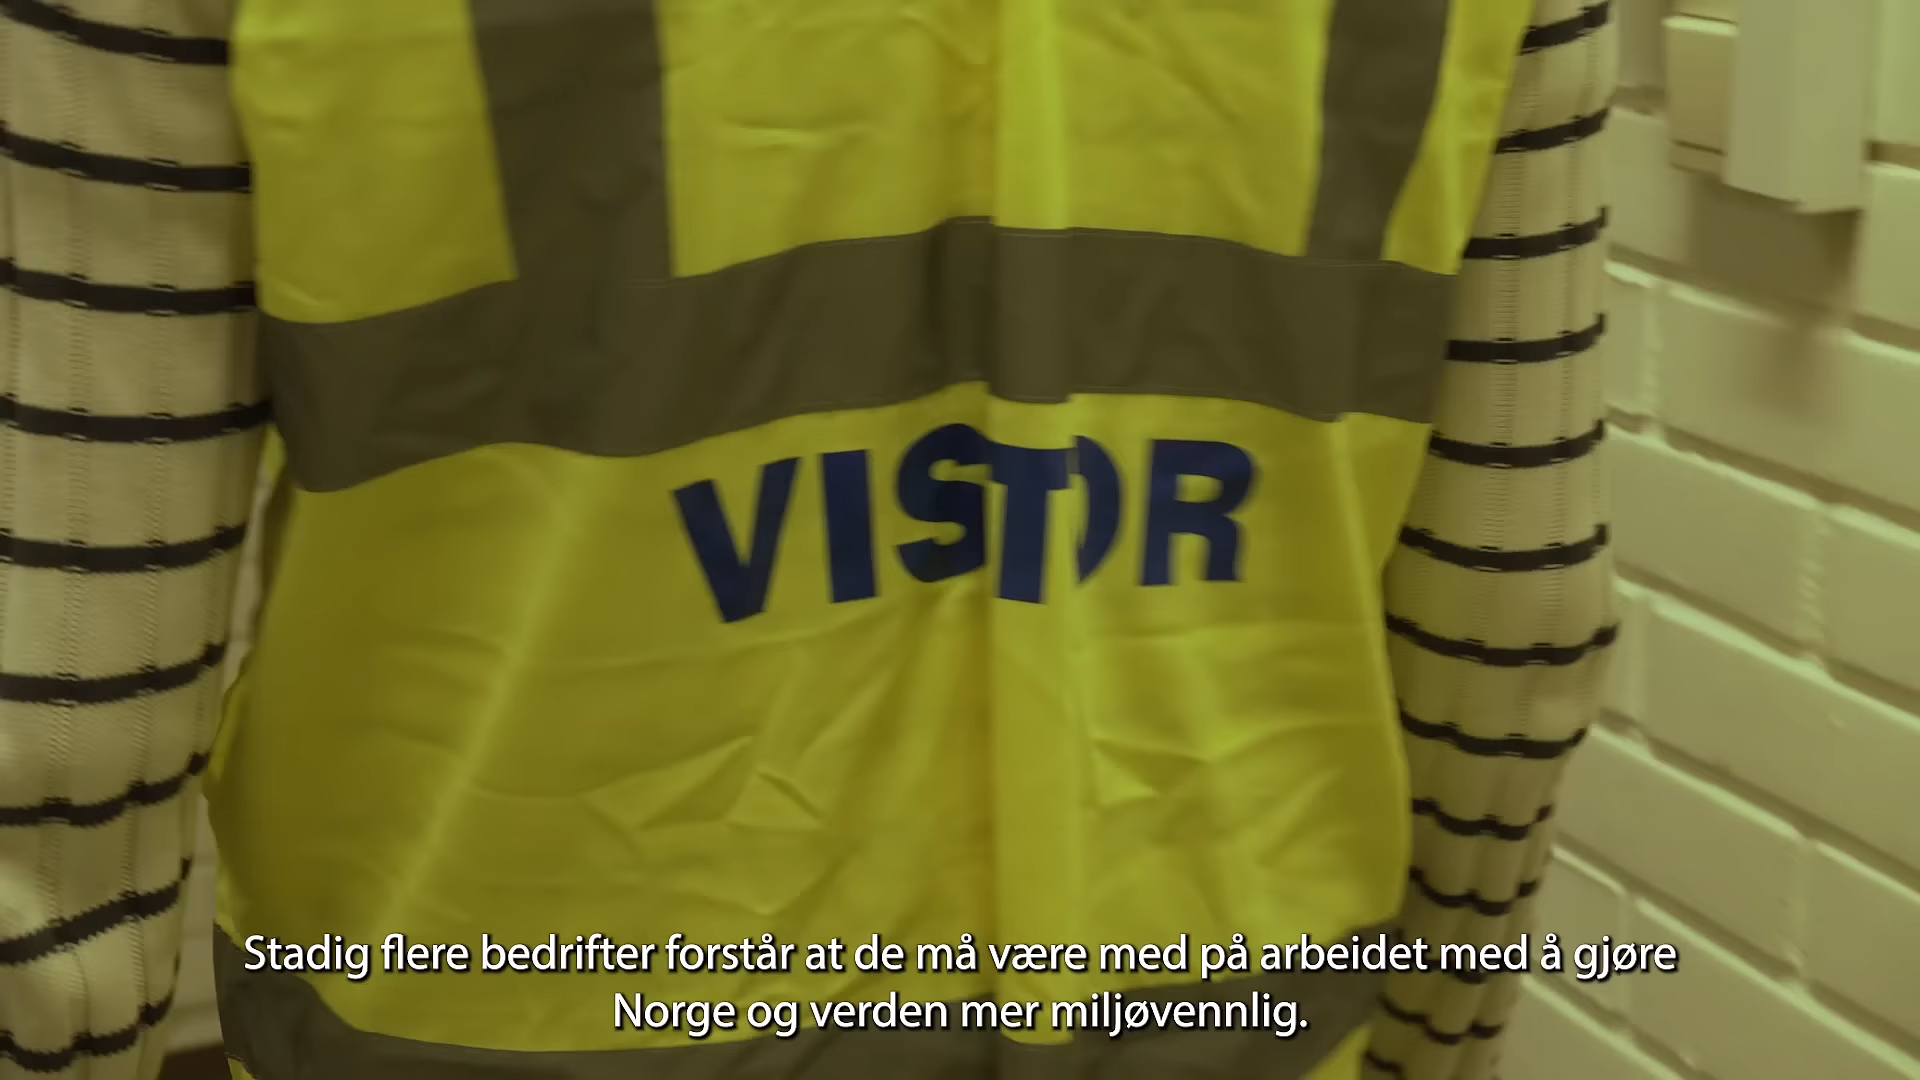 VISTOR
Stadig flere bedrifter forstår at de må være med på arbeidet med å gjøre
Norge og verden mer miljøvennlig.